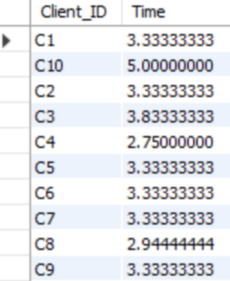 Client_ID Time
C1 3.33333333
C10 5.00000000
C2 3.33333333
C3 3.83333333
C4 2.75000000
C5 3.33333333
C6 3.33333333
C7 3.33333333
C8 2.94444444
C9 3.33333333